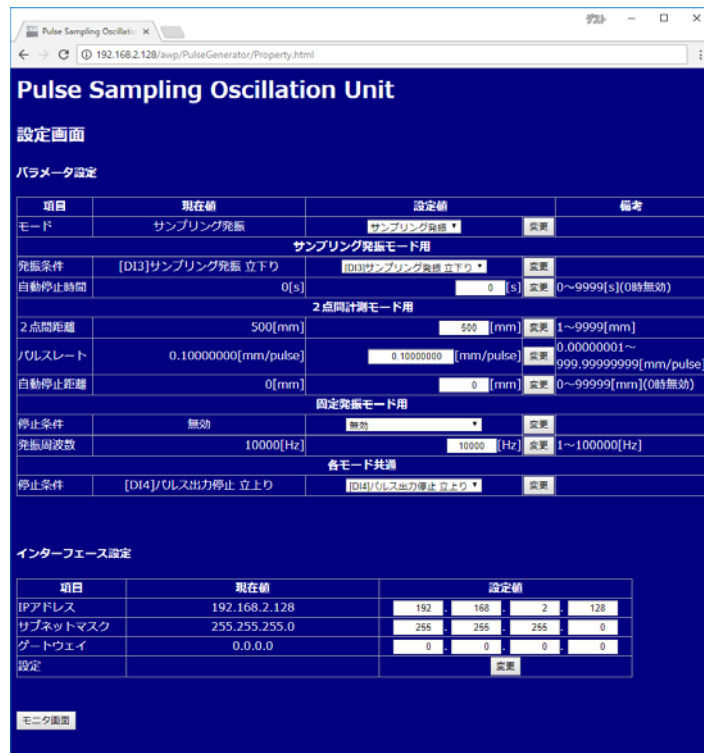 ゲスト
Pulse Sampling Oscillatio
192.168.2.128/awp/PulseGenerator/Property.html
Pulse Sampling Oscillation Unit
設定画面
パラメータ設定
項目 現在値 設定値 備考
モード サンプリング発振 サンプリング発振 変更
サンプリング発振モード用
発振条件 [DI3]サンプリング発振 立下り [DI3]サンプリング発振 立下り 変更
自動停止時間 0[s] 0 [s] 変更 0～9999[s](0時無効)
２点間計測モード用
２点間距離 500[mm] 500 [mm] 変更 1～9999[mm]
パルスレート 0.10000000[mm/pulse] 0.10000000 [mm/pulse] 変更 0.00000001～
999.99999999[mm/pulse]
自動停止距離 0[mm] 0 [mm] 変更 0～99999[mm](0時無効)
固定発振モード用
停止条件 無効 無効 変更
発振周波数 10000[Hz] 10000 [Hz] 変更 1～100000[Hz]
各モード共通
停止条件 [DI4]パルス出力停止 立上り [DI4]パルス出力停止 立上り 変更
インターフェース設定
項目 現在値 設定値
IPアドレス 192.168.2.128 192 . 168 . 2 . 128
サブネットマスク 255.255.255.0 255 . 255 . 255 . 0
ゲートウェイ 0.0.0.0 0 . 0 . 0 . 0
設定 変更
モニタ画面